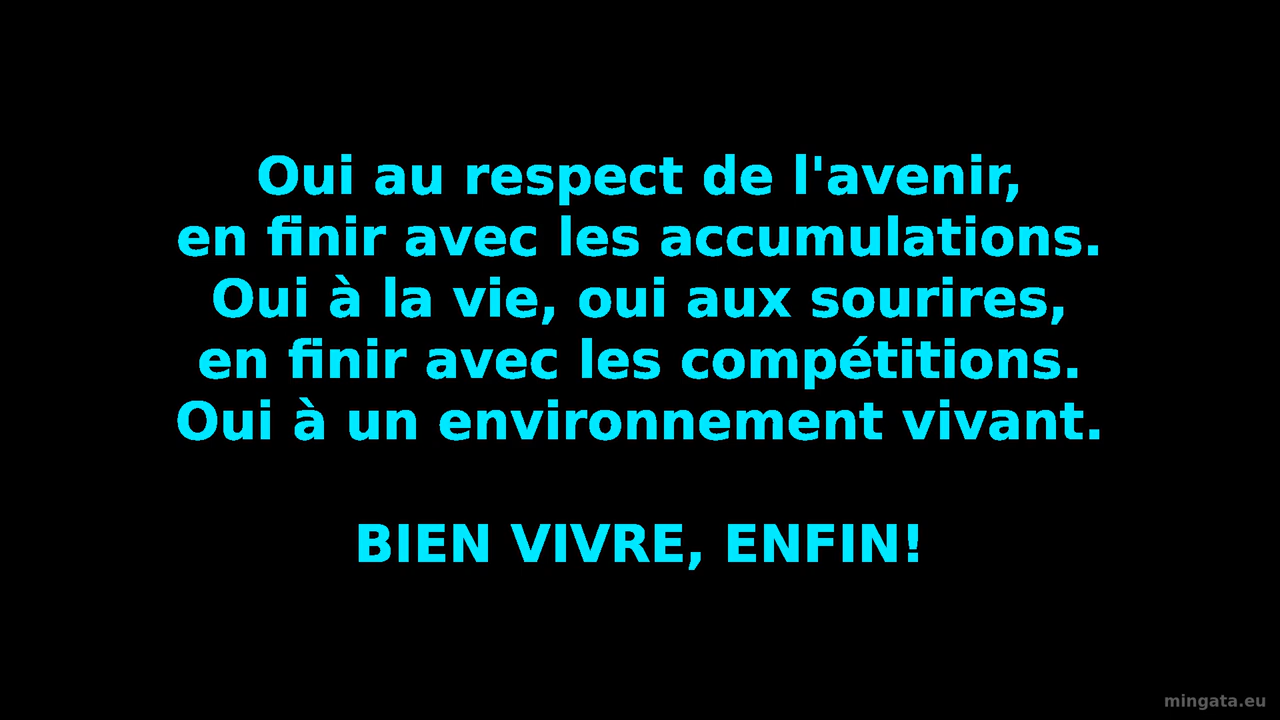 Oui au respect de l'avenir,
en finir avec les accumulations.
Oui à la vie, oui aux sourires,
en finir avec les compétitions.
Oui à un environnement vivant.
BIEN VIVRE, ENFIN!
mingata.eu